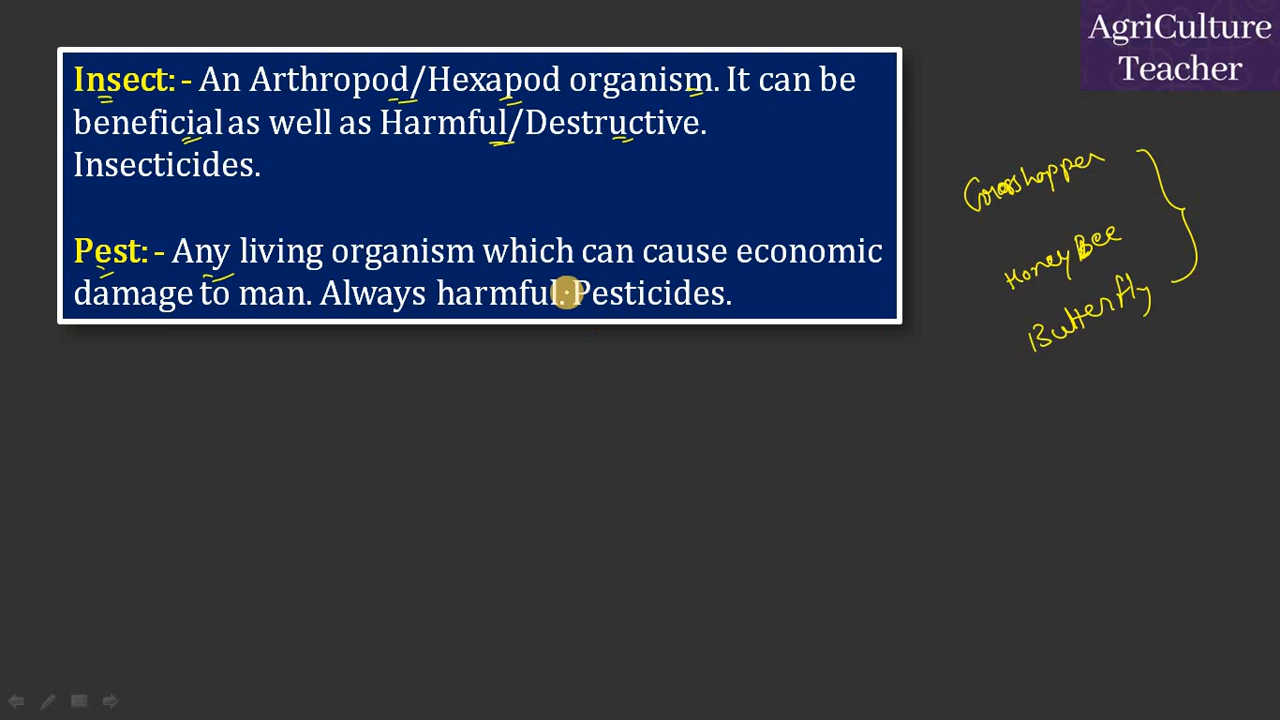 AgriCulture
Teacher
Insect: - An Arthropod/Hexapod organism. It can be
beneficial as well as Harmful/Destructive.
Insecticides.
Pest: - Any living organism which can cause economic
damage to man. Always harmful. Pesticides.
Grasshopper
Honey Bee
Butterfly